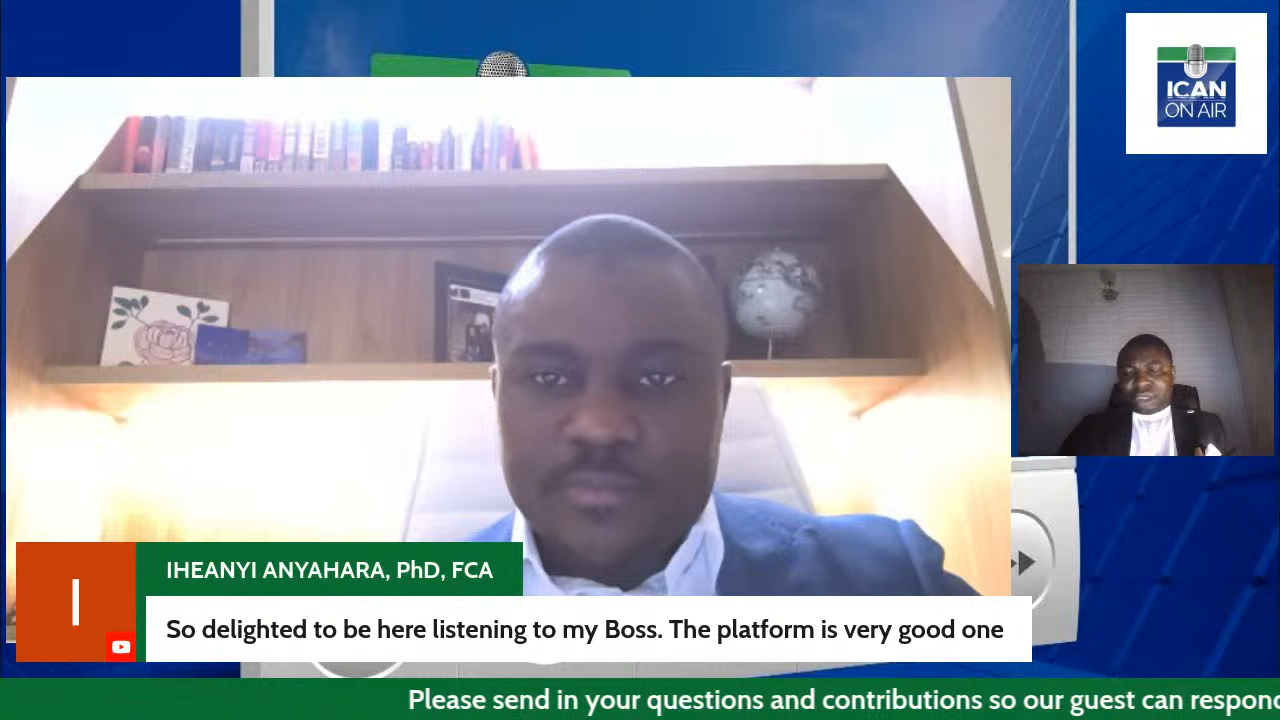 ICAN
ON AIR
I
IHEANYI ANYAHARA, PhD, FCA
So delighted to be here listening to my Boss. The platform is very good one
Please send in your questions and contributions so our guest can respond